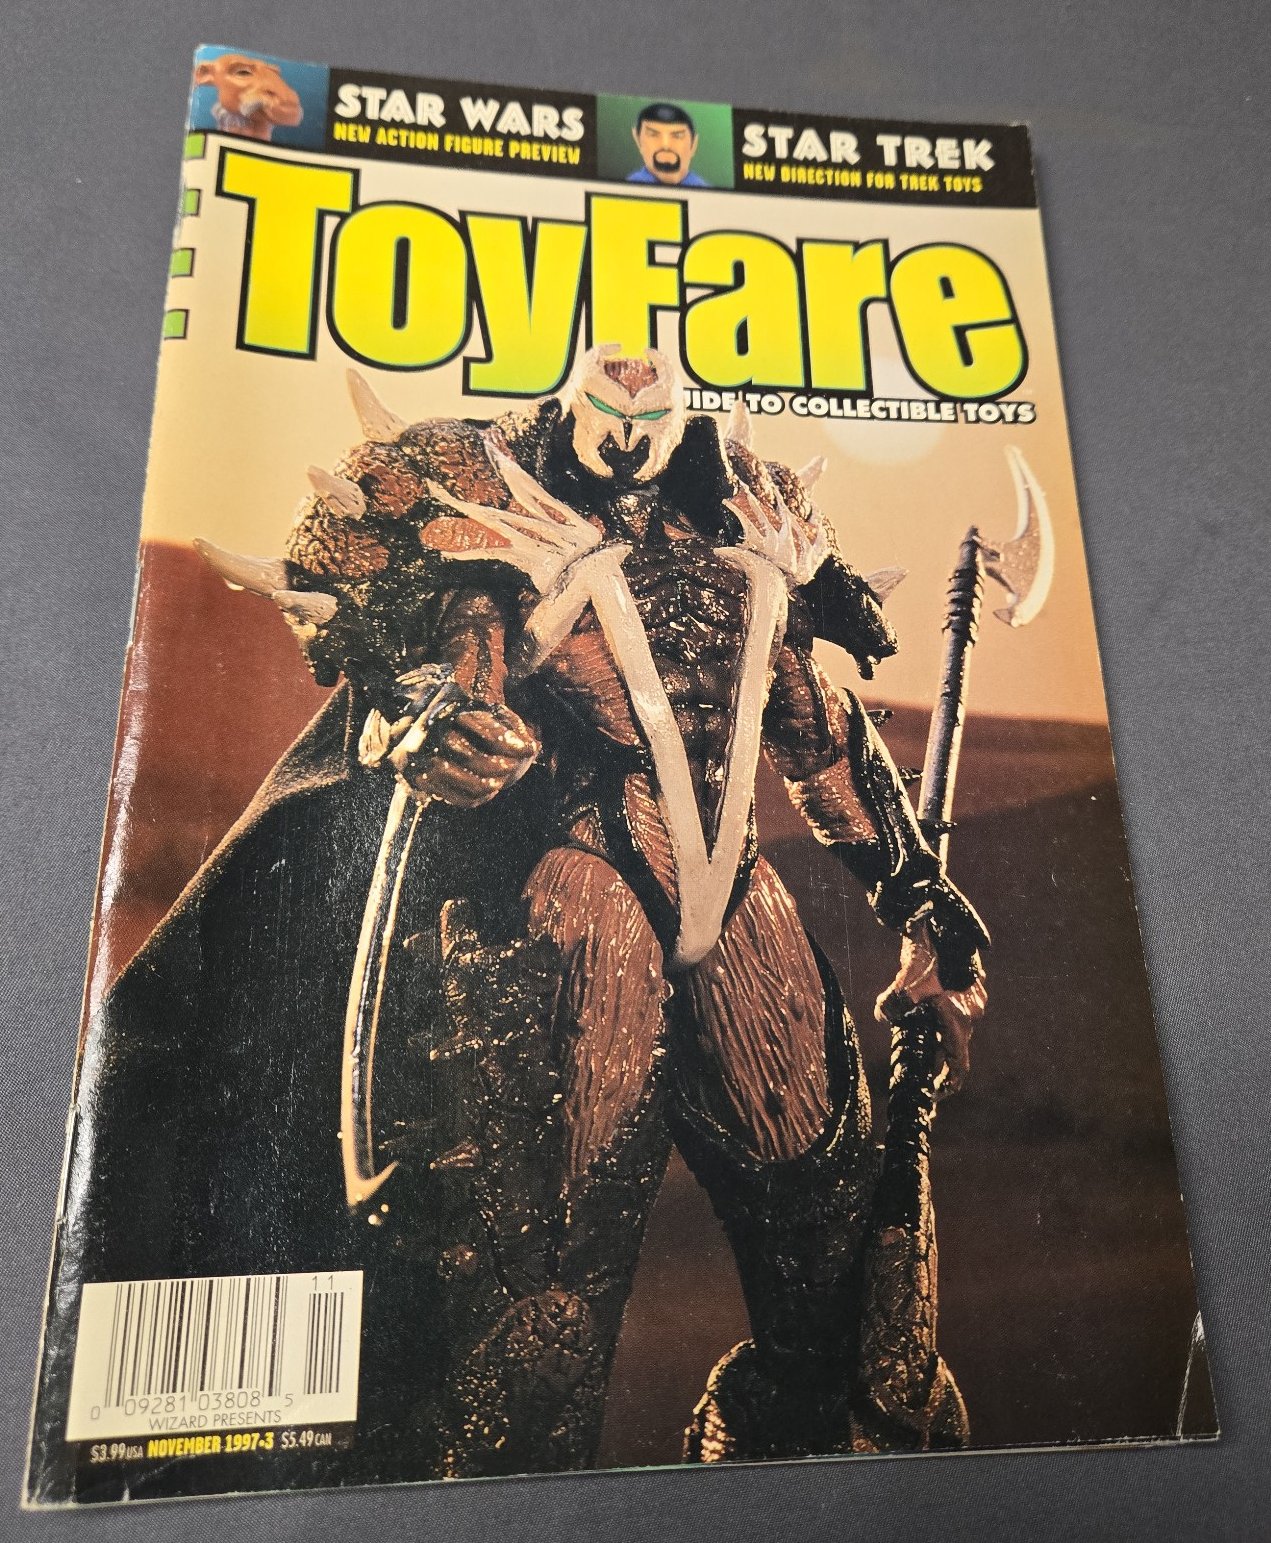 STAR WARS
NEW ACTION FIGURE PREVIEW
STAR TREK
NEW DIRECTION FOR TREK TOYS
ToyFare
TO COLLECTIBLE TOYS
11
0 09281 03808 5
WIZARD PRESENTS
$3.99 USA NOVEMBER 1997•3 $5.49 CAN